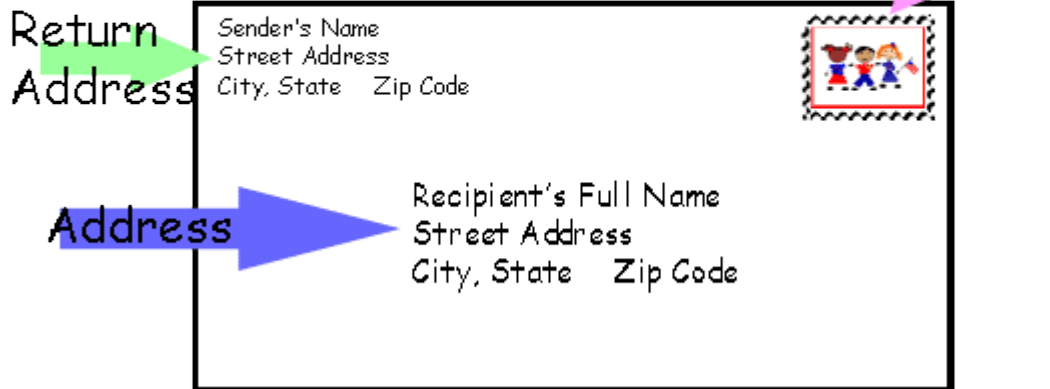 Return
Address
Sender's Name
Street Address
City, State Zip Code
Address
Recipient's Full Name
Street Address
City, State Zip Code